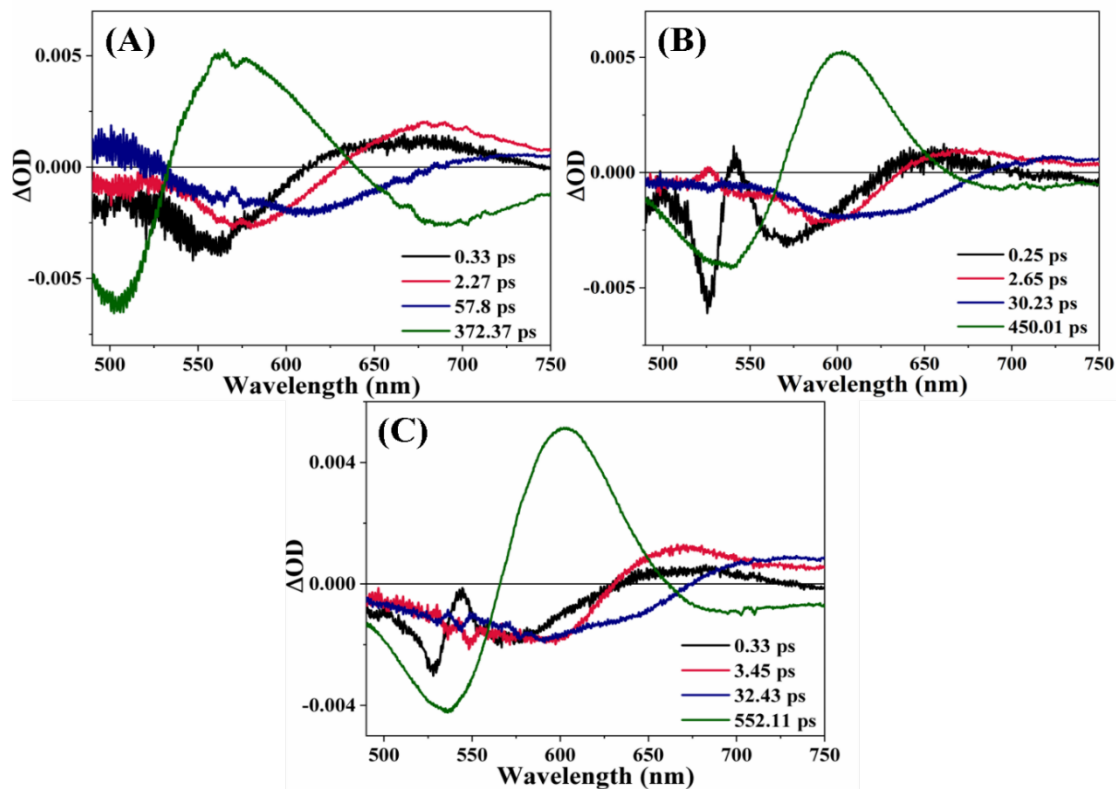 (A)
0.005
0.000
-0.005
ΔOD
0.33 ps
2.27 ps
57.8 ps
372.37 ps
500 550 600 650 700 750
Wavelength (nm)
(B)
0.005
0.000
-0.005
ΔOD
0.25 ps
2.65 ps
30.23 ps
450.01 ps
500 550 600 650 700 750
Wavelength (nm)
(C)
0.004
0.000
-0.004
ΔOD
0.33 ps
3.45 ps
32.43 ps
552.11 ps
500 550 600 650 700 750
Wavelength (nm)